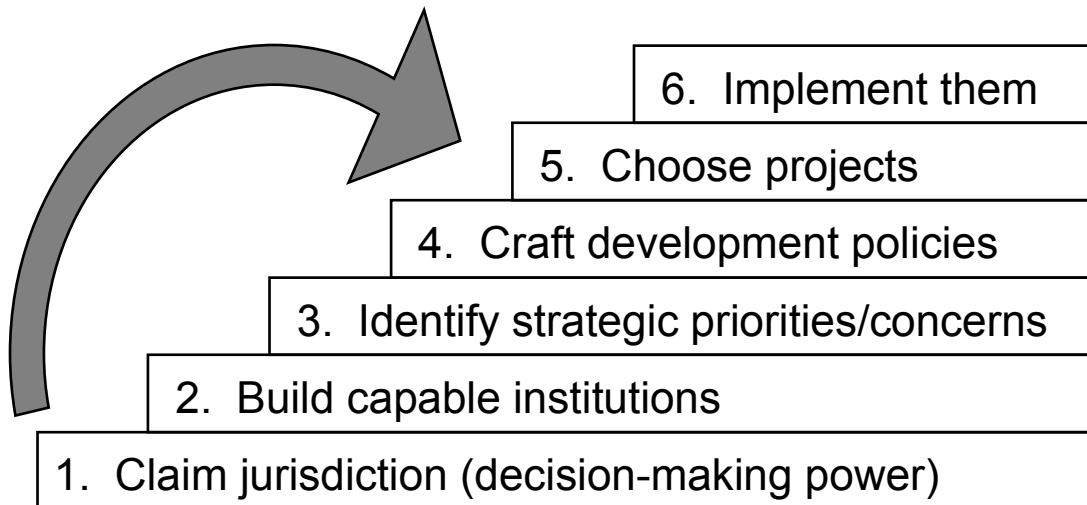 6. Implement them
5. Choose projects
4. Craft development policies
3. Identify strategic priorities/concerns
2. Build capable institutions
1. Claim jurisdiction (decision-making power)